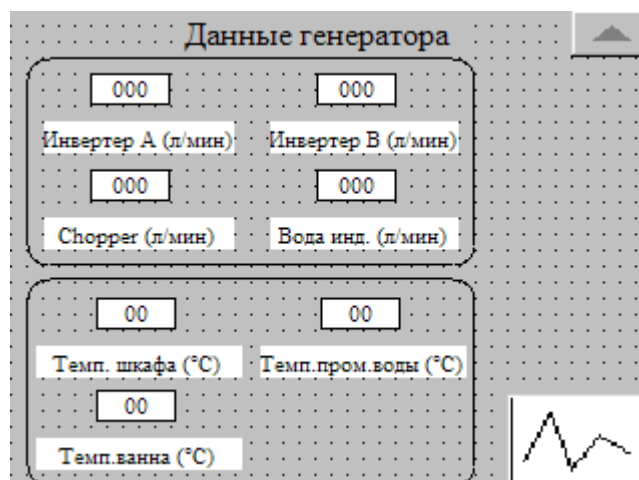 Данные генератора
000 000
Инвертер А (л/мин) Инвертер В (л/мин)
000 000
Chopper (л/мин) Вода инд. (л/мин)
00 00
Темп. шкафа (°C) Темп.пром.воды (°C)
00
Темп.ванна (°C)